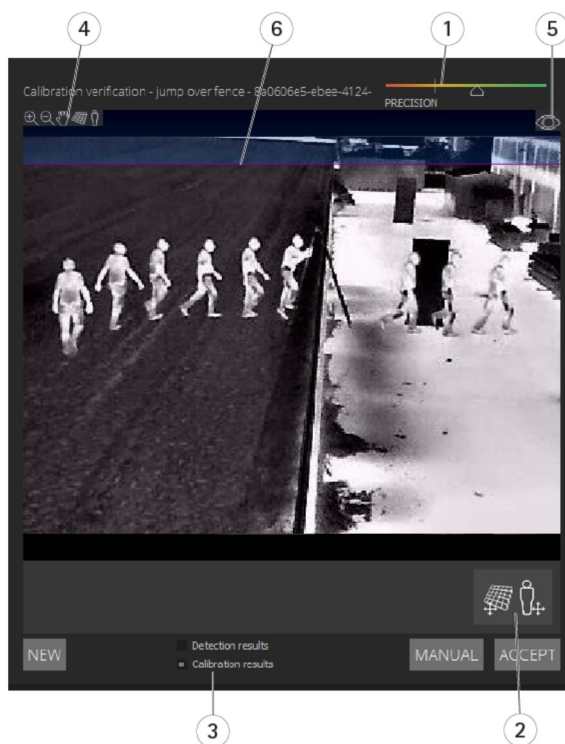 4
6
1
5
Calibration verification - jump over fence - 8a0606e5-ebee-4124-
PRECISION
NEW
Detection results
Calibration results
MANUAL
ACCEPT
3
2